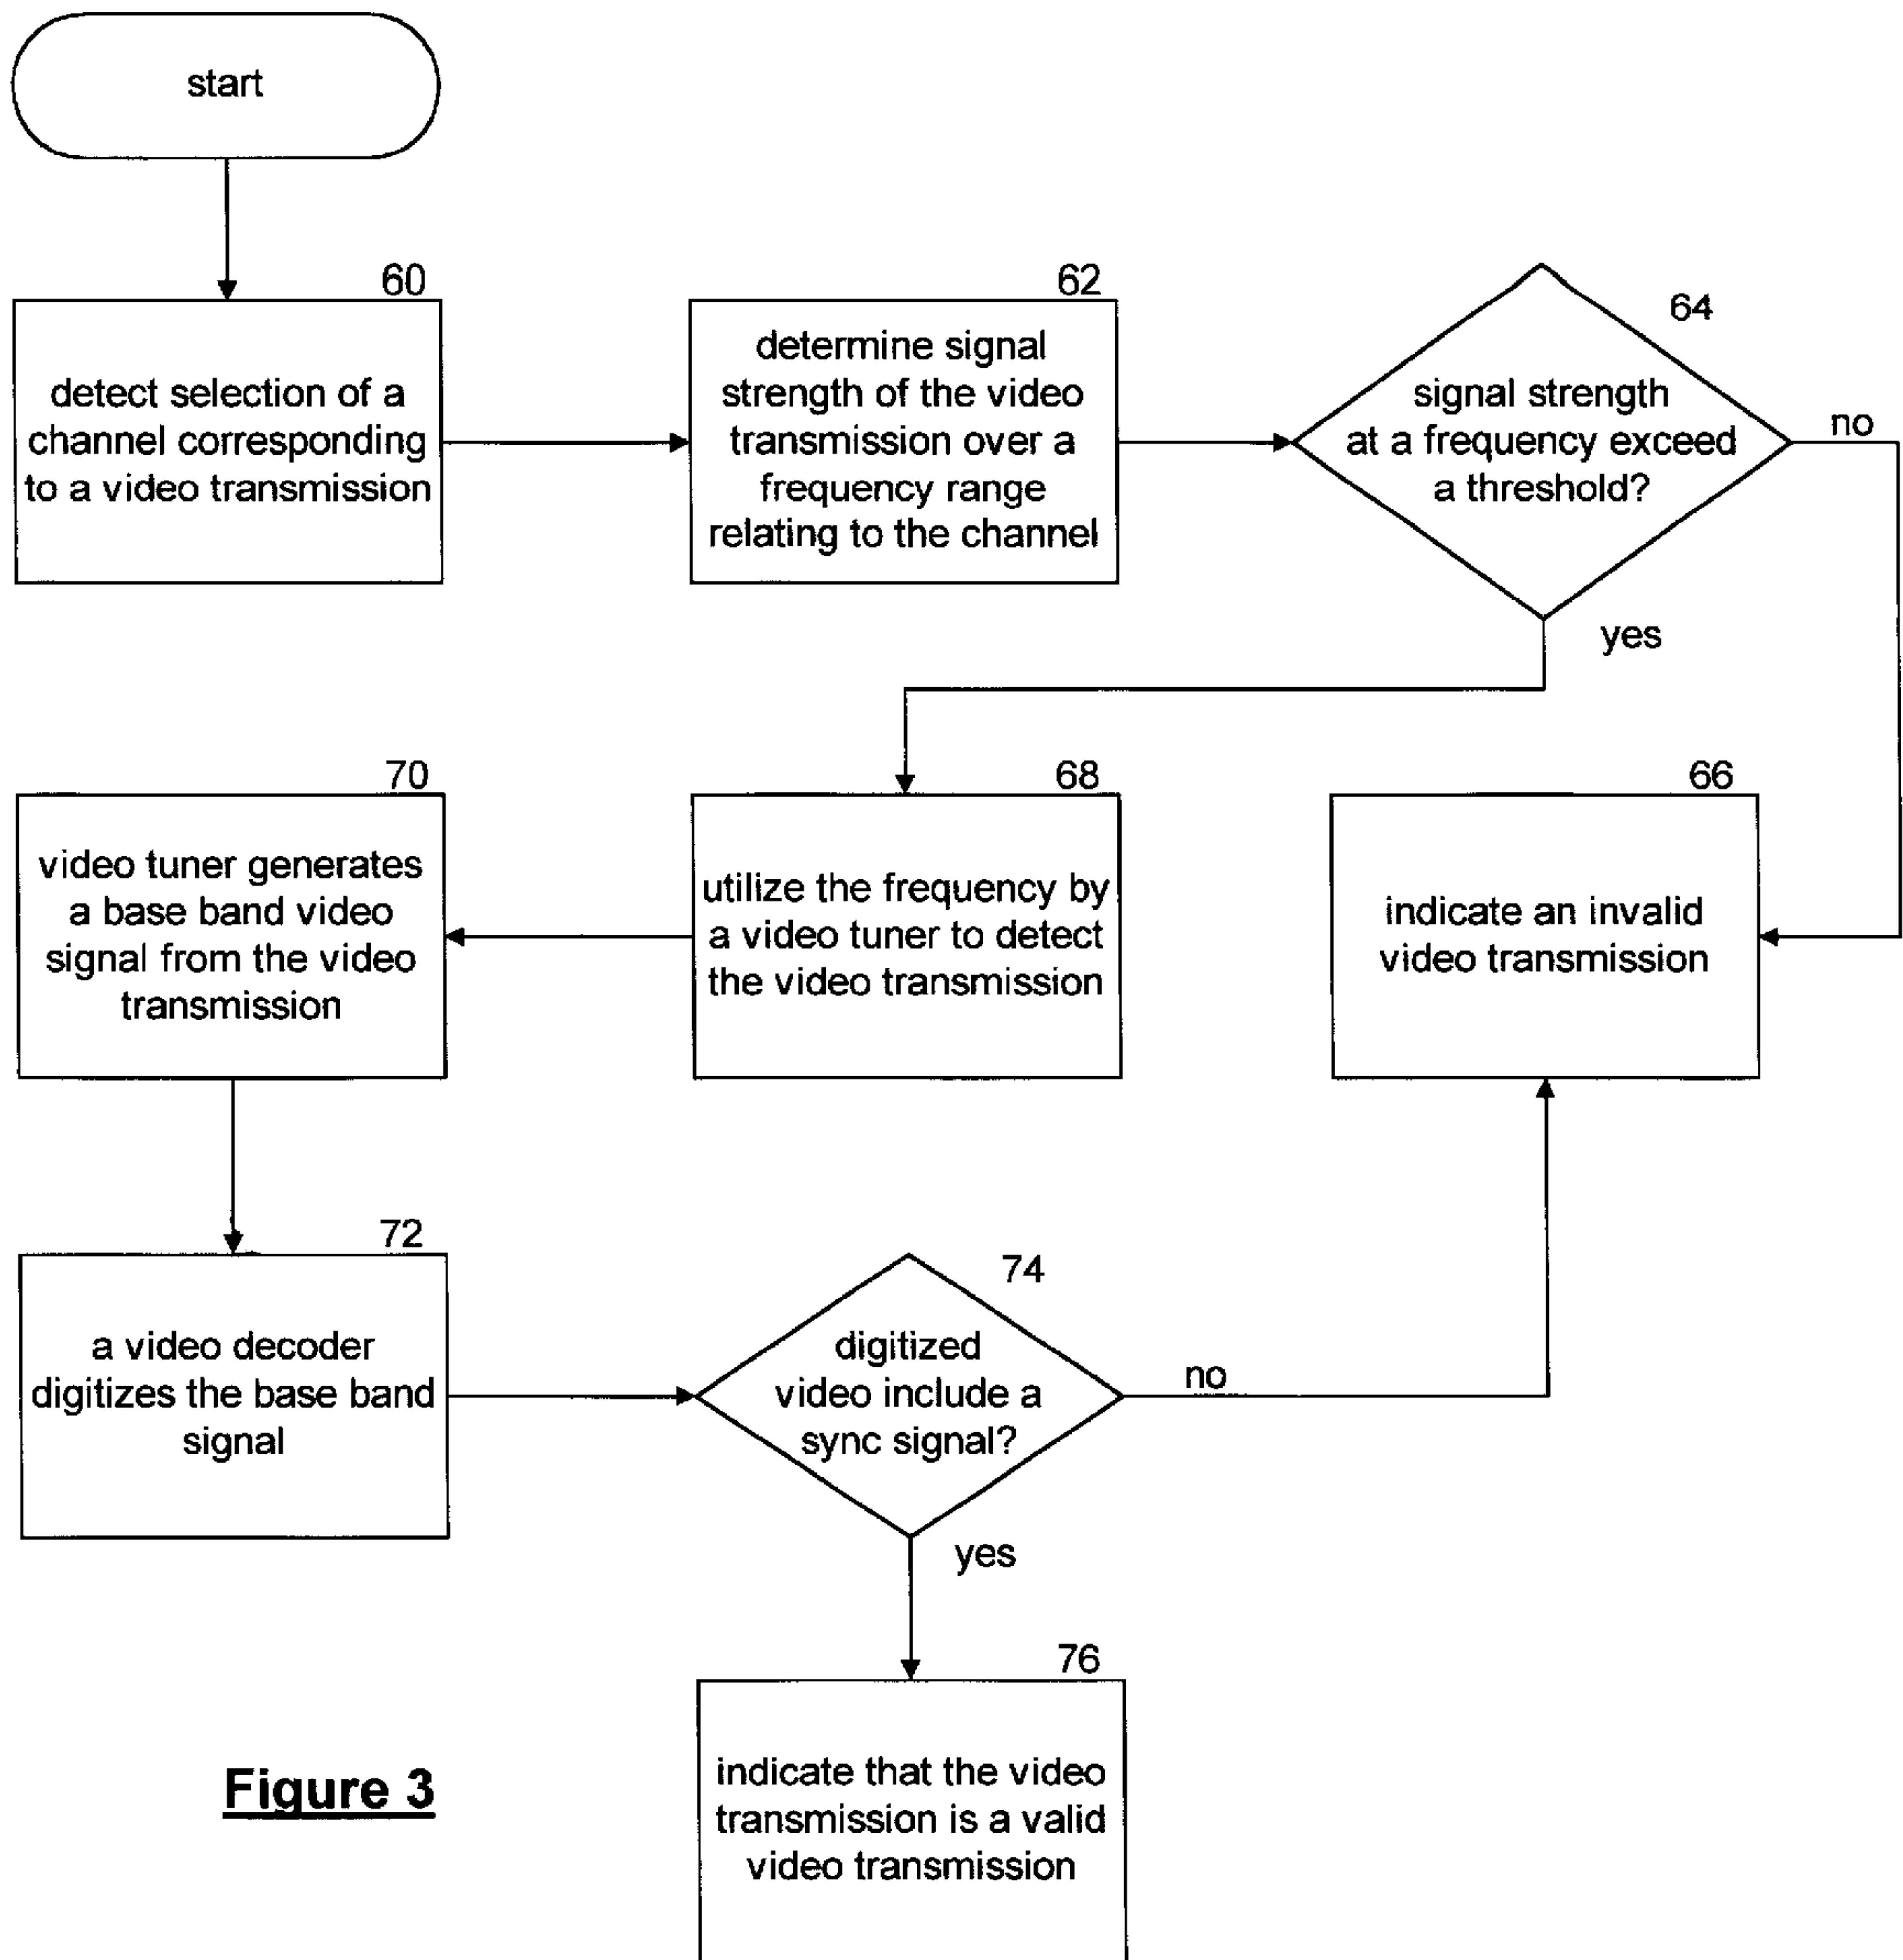 start
60
detect selection of a
channel corresponding
to a video transmission
62
determine signal
strength of the video
transmission over a
frequency range
relating to the channel
64
signal strength
at a frequency exceed
a threshold?
no
yes
70
video tuner generates
a base band video
signal from the video
transmission
68
utilize the frequency by
a video tuner to detect
the video transmission
66
indicate an invalid
video transmission
72
a video decoder
digitizes the base band
signal
74
digitized
video include a
sync signal?
no
yes
76
indicate that the video
transmission is a valid
video transmission
Figure 3